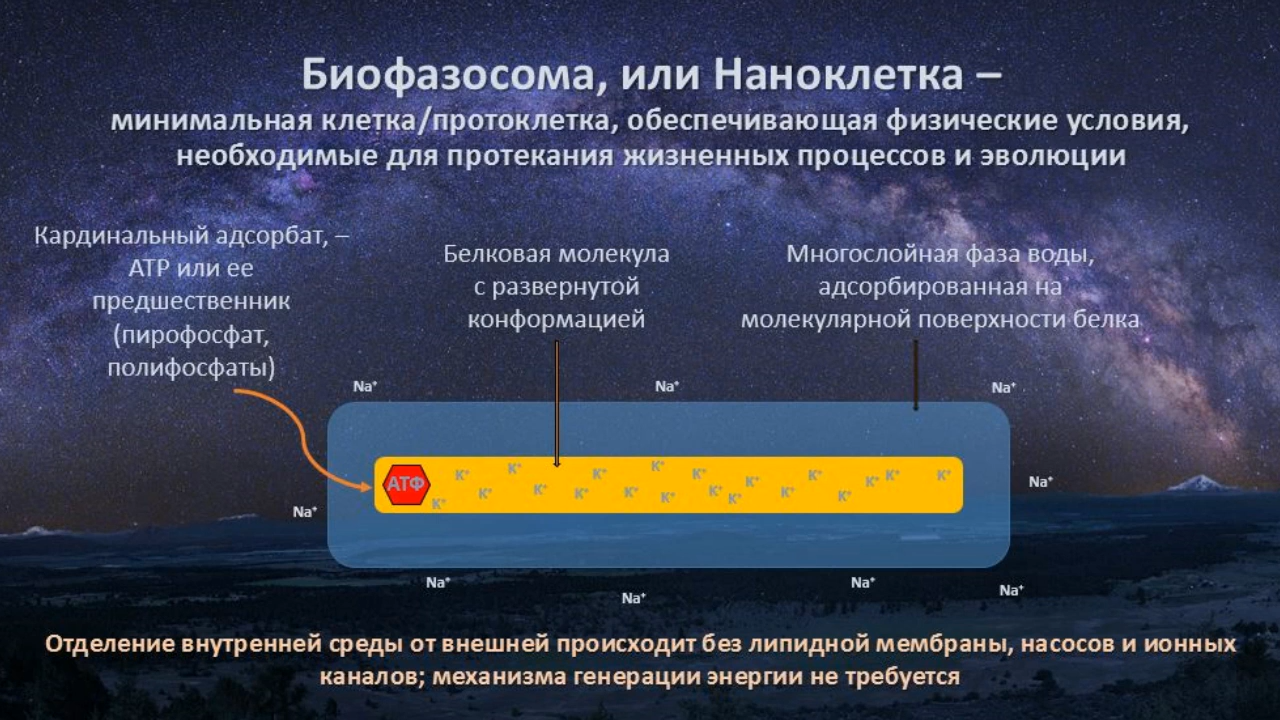 Биофазосома, или Наноклетка –
минимальная клетка/протоклетка, обеспечивающая физические условия,
необходимые для протекания жизненных процессов и эволюции
Кардинальный адсорбат, –
АТР или ее
предшественник
(пирофосфат,
полифосфаты)
Белковая молекула
с развернутой
конформацией
Многослойная фаза воды,
адсорбированная на
молекулярной поверхности белка
Na⁺ Na⁺ Na⁺
K⁺ K⁺ K⁺ K⁺ K⁺ K⁺ K⁺ K⁺ K⁺ K⁺
АТФ K⁺ K⁺ K⁺ K⁺ K⁺ K⁺ K⁺ K⁺ K⁺ K⁺ K⁺
Na⁺
Na⁺
Na⁺ Na⁺ Na⁺ Na⁺
Отделение внутренней среды от внешней происходит без липидной мембраны, насосов и ионных
каналов; механизма генерации энергии не требуется